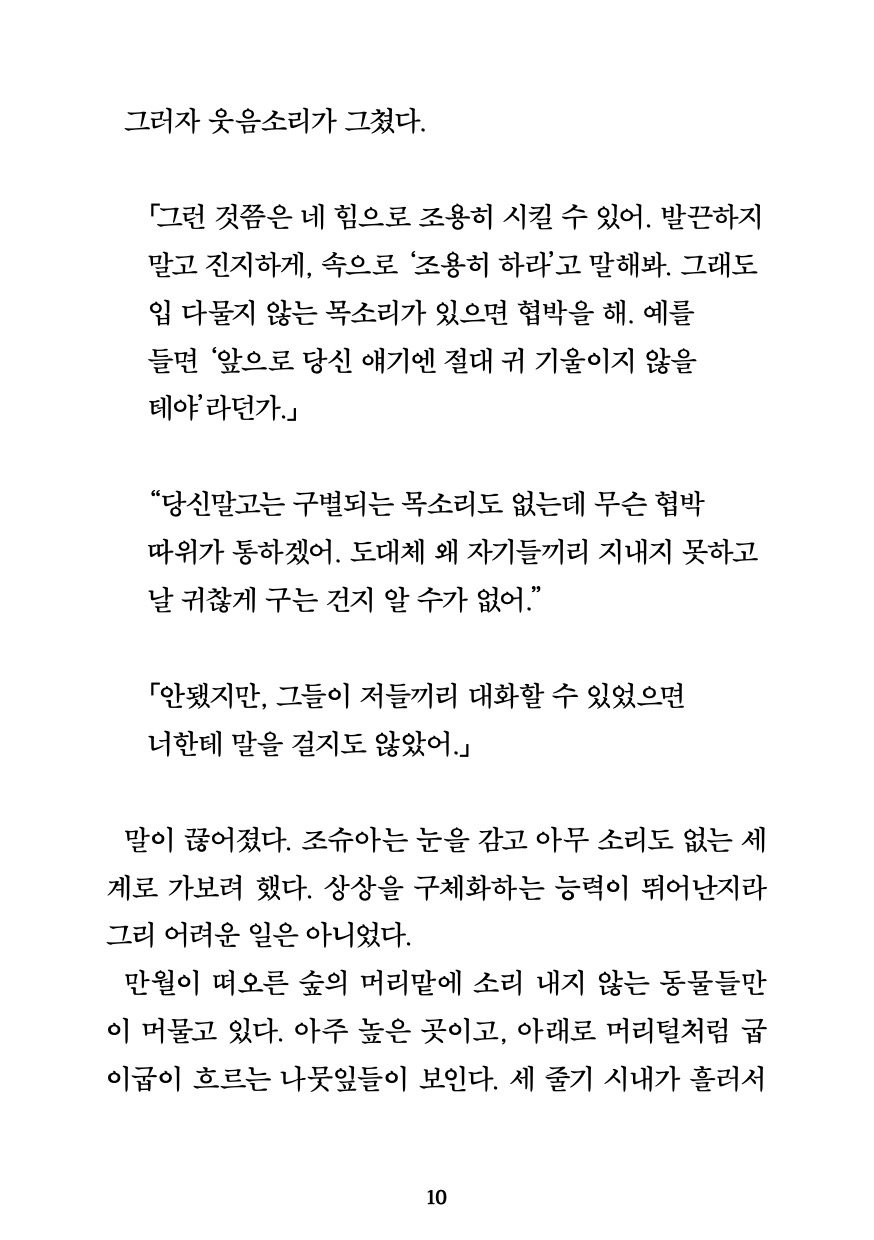 그러자 웃음소리가 그쳤다.
「그런 것쯤은 네 힘으로 조용히 시킬 수 있어. 발끈하지
말고 진지하게, 속으로 ‘조용히 하라’고 말해봐. 그래도
입 다물지 않는 목소리가 있으면 협박을 해. 예를
들면 ‘앞으로 당신 얘기엔 절대 귀 기울이지 않을
테야’라던가.」
“당신말고는 구별되는 목소리도 없는데 무슨 협박
따위가 통하겠어. 도대체 왜 자기들끼리 지내지 못하고
날 귀찮게 구는 건지 알 수가 없어.”
「안됐지만, 그들이 저들끼리 대화할 수 있었으면
너한테 말을 걸지도 않았어.」
말이 끊어졌다. 조슈아는 눈을 감고 아무 소리도 없는 세
계로 가보려 했다. 상상을 구체화하는 능력이 뛰어난지라
그리 어려운 일은 아니었다.
만월이 떠오른 숲의 머리맡에 소리 내지 않는 동물들만
이 머물고 있다. 아주 높은 곳이고, 아래로 머리털처럼 굽
이굽이 흐르는 나뭇잎들이 보인다. 세 줄기 시내가 흘러서
10